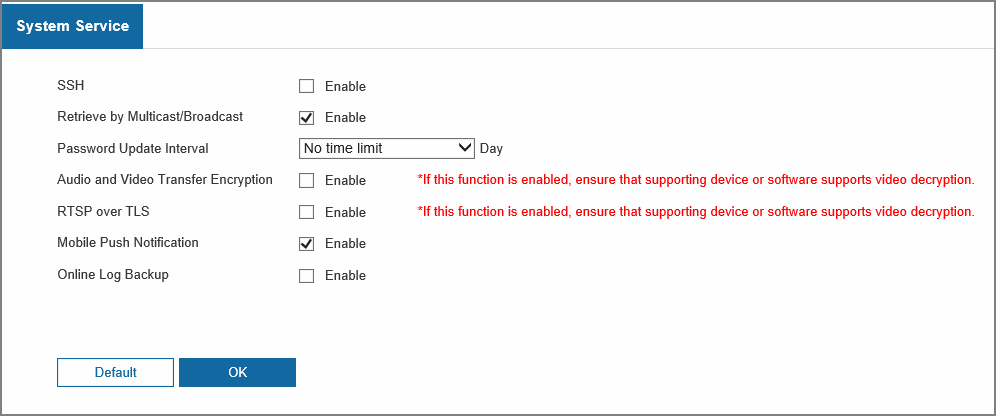 System Service
SSH Enable
Retrieve by Multicast/Broadcast Enable
Password Update Interval No time limit Day
Audio and Video Transfer Encryption Enable *If this function is enabled, ensure that supporting device or software supports video decryption.
RTSP over TLS Enable *If this function is enabled, ensure that supporting device or software supports video decryption.
Mobile Push Notification Enable
Online Log Backup Enable
Default OK